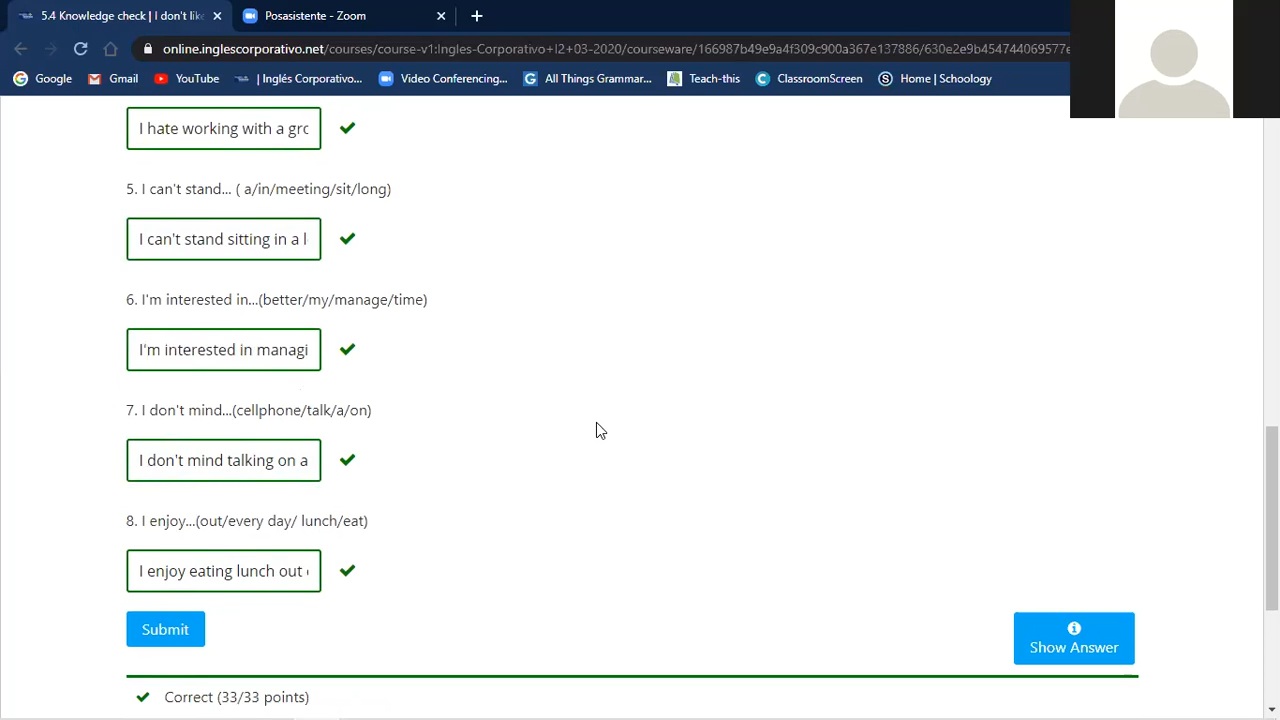 5.4 Knowledge check | I don't like
Posasistente - Zoom
online.inglescorporativo.net/courses/course-v1:Ingles-Corporativo+I2+03-2020/courseware/166987b49e9a4f309c900a367e137886/630e2e9b454744069577e
Google Gmail YouTube | Inglés Corporativo... Video Conferencing... All Things Grammar... Teach-this ClassroomScreen Home | Schoology
I hate working with a gro
5. I can't stand... ( a/in/meeting/sit/long)
I can't stand sitting in a l
6. I'm interested in...(better/my/manage/time)
I'm interested in managi
7. I don't mind...(cellphone/talk/a/on)
I don't mind talking on a
8. I enjoy...(out/every day/ lunch/eat)
I enjoy eating lunch out
Submit
Show Answer
Correct (33/33 points)